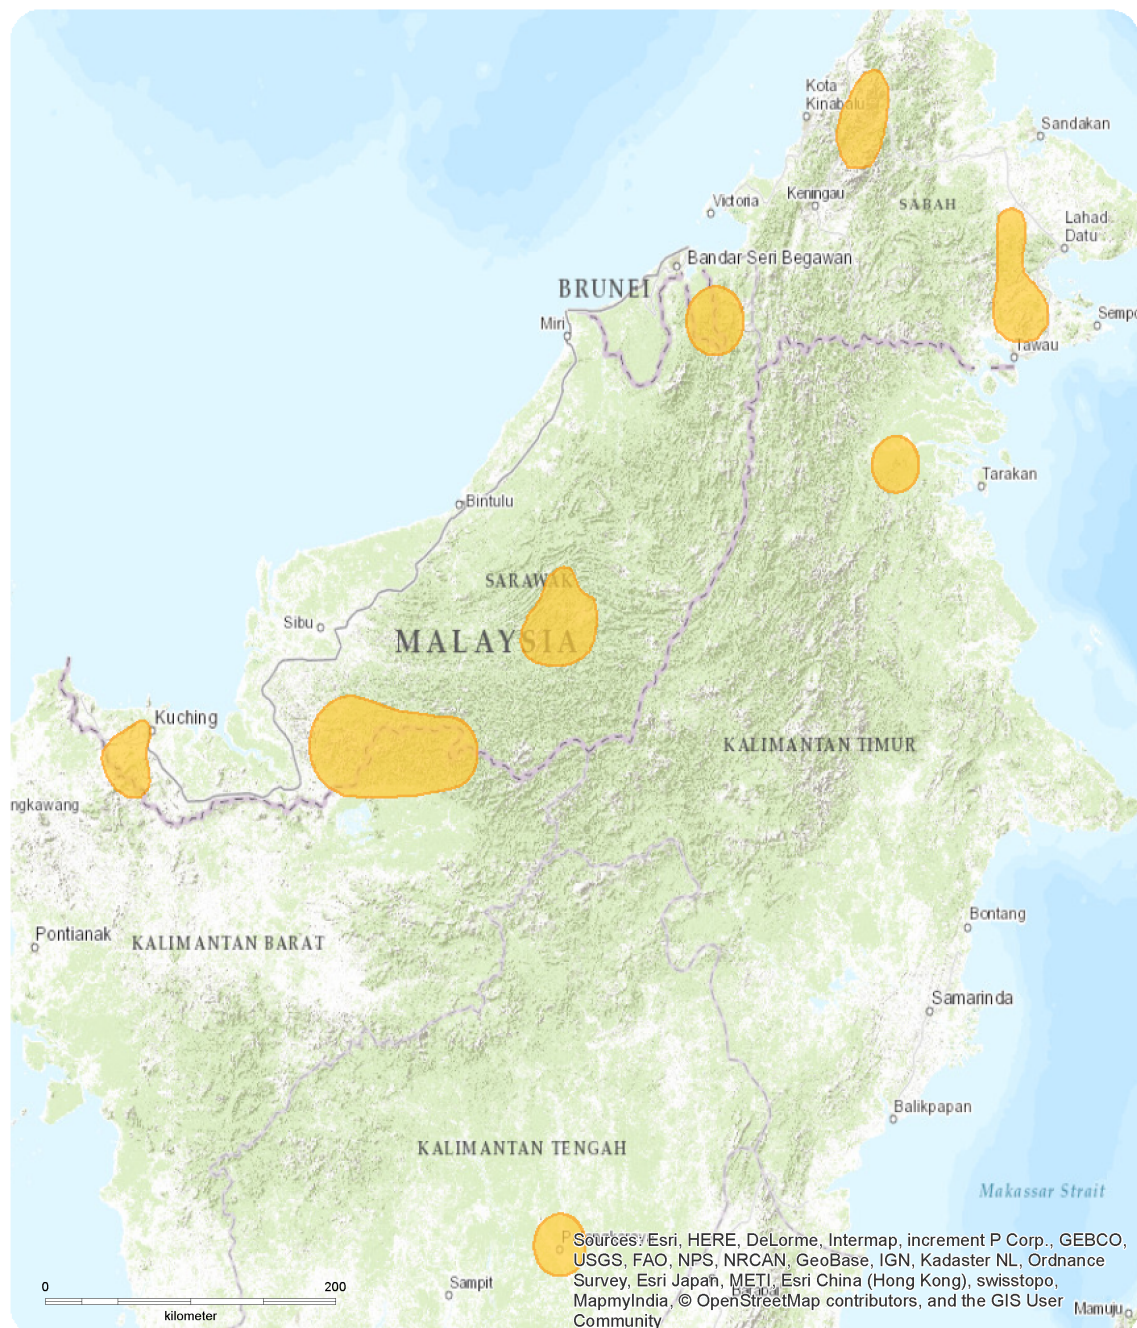 Kota
Kinabalu
Sandakan
Keningau
Victoria
SABAH
Lahad
Datu
Bandar Seri Begawan
BRUNEI
Miri
Sempo
Tawau
Tarakan
Bintulu
SARAWAK
Sibu
MALAYSIA
Kuching
KALIMANTAN TIMUR
ngkawang
Bontang
Pontianak
KALIMANTAN BARAT
Samarinda
Balikpapan
KALIMANTAN TENGAH
Makassar Strait
Sampit
0 200
kilometer
Sources: Esri, HERE, DeLorme, Intermap, increment P Corp., GEBCO,
USGS, FAO, NPS, NRCAN, GeoBase, IGN, Kadaster NL, Ordnance
Survey, Esri Japan, METI, Esri China (Hong Kong), swisstopo,
MapmyIndia, © OpenStreetMap contributors, and the GIS User
Community
Mamuju